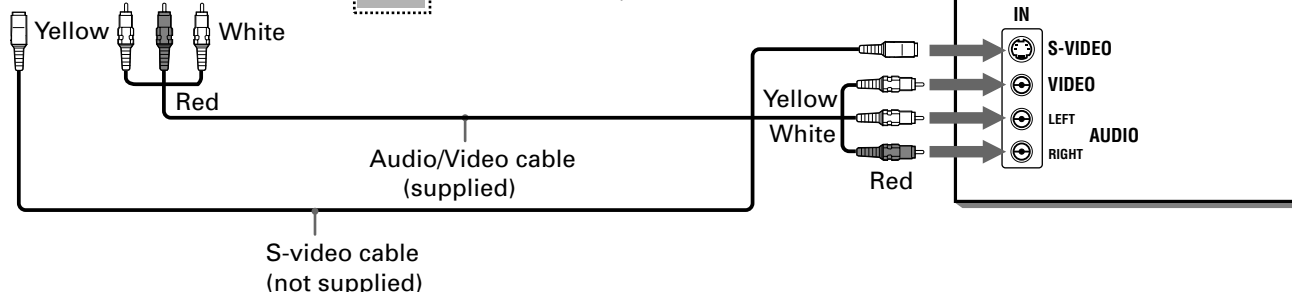 IN
Yellow
White
S-VIDEO
Red
Yellow
VIDEO
White
LEFT
AUDIO
RIGHT
Audio/Video cable
(supplied)
Red
S-video cable
(not supplied)